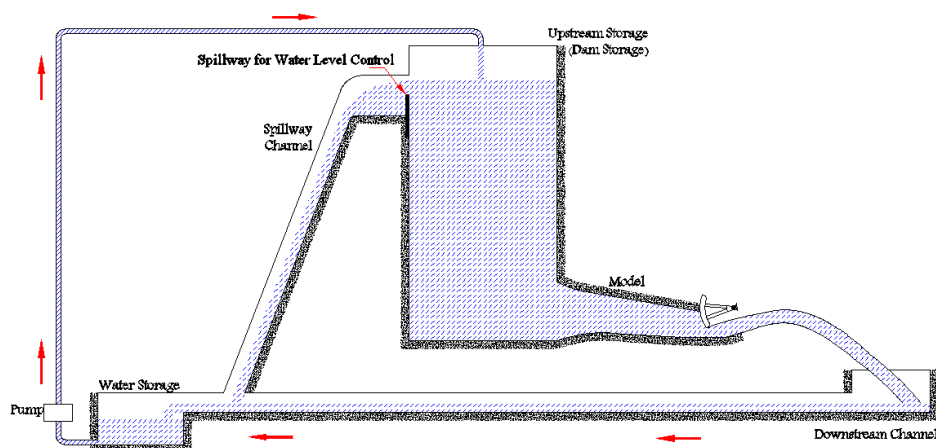 Upstream Storage
(Dam Storage)
Spillway for Water Level Control
Spillway
Channel
Model
Water Storage
Pump
Downstream Channel